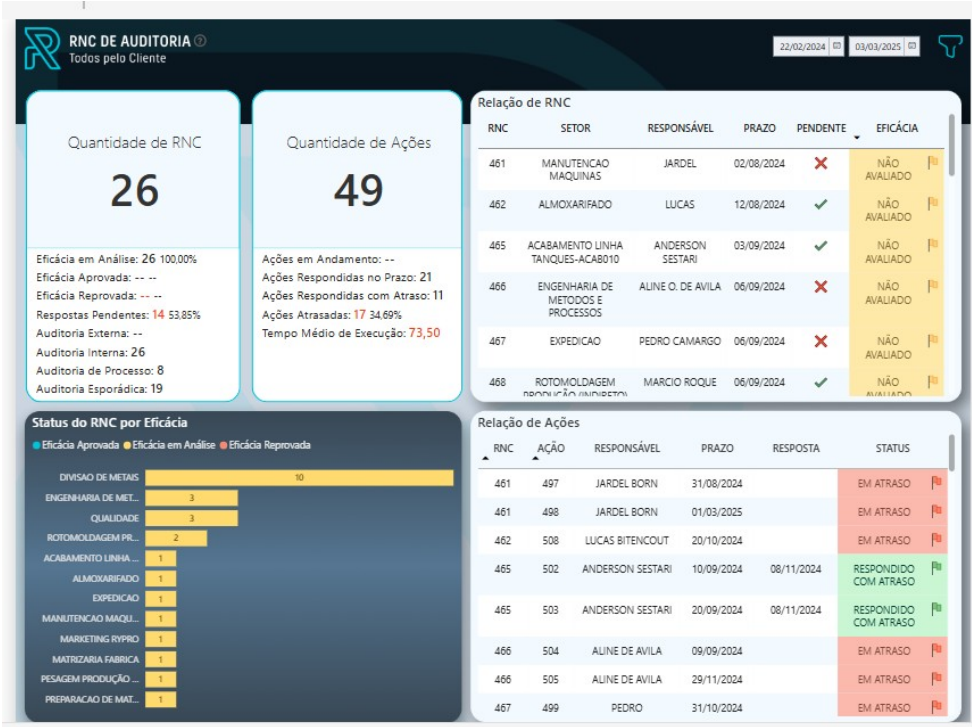 RNC DE AUDITORIA
Todos pelo Cliente
22/02/2024
03/03/2025
Quantidade de RNC
26
Eficácia em Análise: 26 100,00%
Eficácia Aprovada: -- --
Eficácia Reprovada: -- --
Respostas Pendentes: 14 53,85%
Auditoria Externa: --
Auditoria Interna: 26
Auditoria de Processo: 8
Auditoria Esporádica: 19
Quantidade de Ações
49
Ações em Andamento: --
Ações Respondidas no Prazo: 21
Ações Respondidas com Atraso: 11
Ações Atrasadas: 17 34,69%
Tempo Médio de Execução: 73,50
Relação de RNC
RNC SETOR RESPONSÁVEL PRAZO PENDENTE EFICÁCIA
461 MANUTENCAO MAQUINAS JARDEL 02/08/2024 NÃO AVALIADO
462 ALMOXARIFADO LUCAS 12/08/2024 NÃO AVALIADO
465 ACABAMENTO LINHA TANQUES-ACAB010 ANDERSON SESTARI 03/09/2024 NÃO AVALIADO
466 ENGENHARIA DE METODOS E PROCESSOS ALINE O. DE AVILA 06/09/2024 NÃO AVALIADO
467 EXPEDICAO PEDRO CAMARGO 06/09/2024 NÃO AVALIADO
468 ROTOMOLDAGEM PRODUÇÃO (INDIRETO) MARCIO ROQUE 06/09/2024 NÃO AVALIADO
Status do RNC por Eficácia
Eficácia Aprovada Eficácia em Análise Eficácia Reprovada
DIVISAO DE METAIS 10
ENGENHARIA DE MET... 3
QUALIDADE 3
ROTOMOLDAGEM PR... 2
ACABAMENTO LINHA ... 1
ALMOXARIFADO 1
EXPEDICAO 1
MANUTENCAO MAQU... 1
MARKETING RYPRO 1
MATRIZARIA FABRICA 1
PESAGEM PRODUÇÃO ... 1
PREPARACAO DE MAT... 1
Relação de Ações
RNC AÇÃO RESPONSÁVEL PRAZO RESPOSTA STATUS
461 497 JARDEL BORN 31/08/2024 EM ATRASO
461 498 JARDEL BORN 01/03/2025 EM ATRASO
462 508 LUCAS BITENCOUT 20/10/2024 EM ATRASO
465 502 ANDERSON SESTARI 10/09/2024 08/11/2024 RESPONDIDO COM ATRASO
465 503 ANDERSON SESTARI 20/09/2024 08/11/2024 RESPONDIDO COM ATRASO
466 504 ALINE DE AVILA 09/09/2024 EM ATRASO
466 505 ALINE DE AVILA 29/11/2024 EM ATRASO
467 499 PEDRO 31/10/2024 EM ATRASO